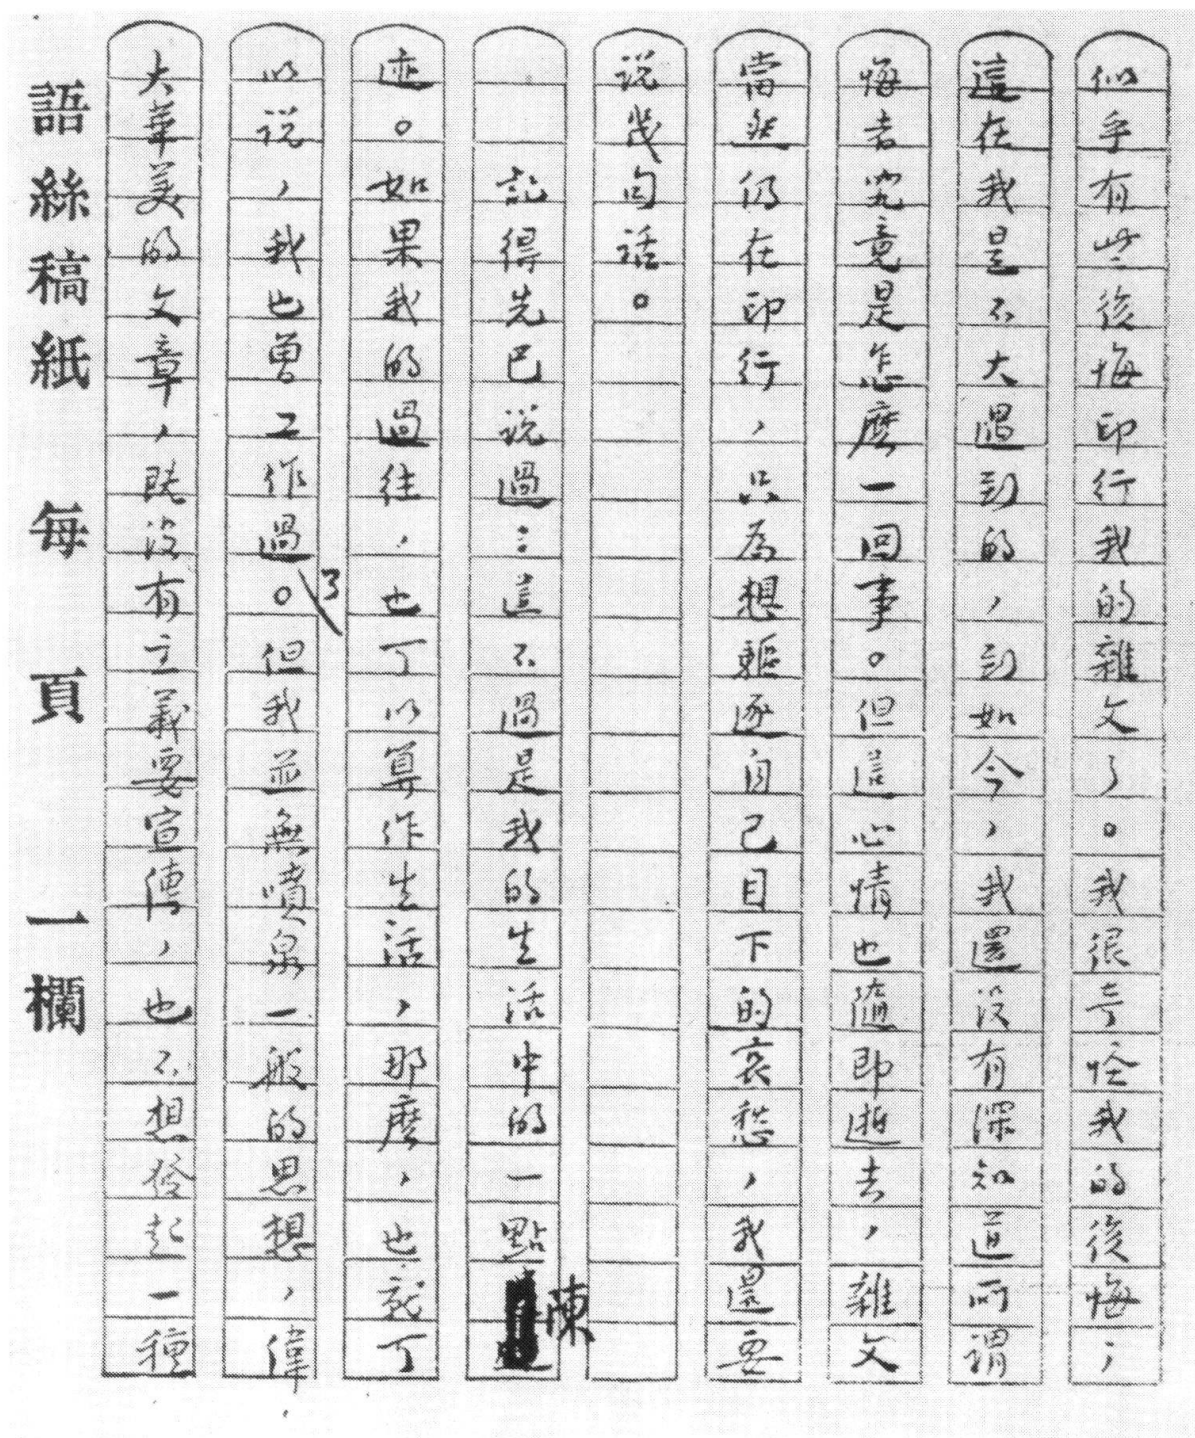 似乎有些後悔印行我的雜文了。我很奇怪我的後悔，
這在我是不大遇到的，到如今，我還沒有深知道所謂
悔者究竟是怎麼一回事。但這心情也隨即逝去，雜文
當然仍在印行，只為想驅逐自己目下的哀愁，我還要
说幾句話。
記得先已说過：這不過是我的生活中的一點陳
迹。如果我的過往，也可以算作生活，那麼，也就可
以说，我也曾工作過了。但我並無噴泉一般的思想，偉
大華美的文章，既沒有主義要宣傳，也不想發起一種
語絲稿紙 每頁一欄